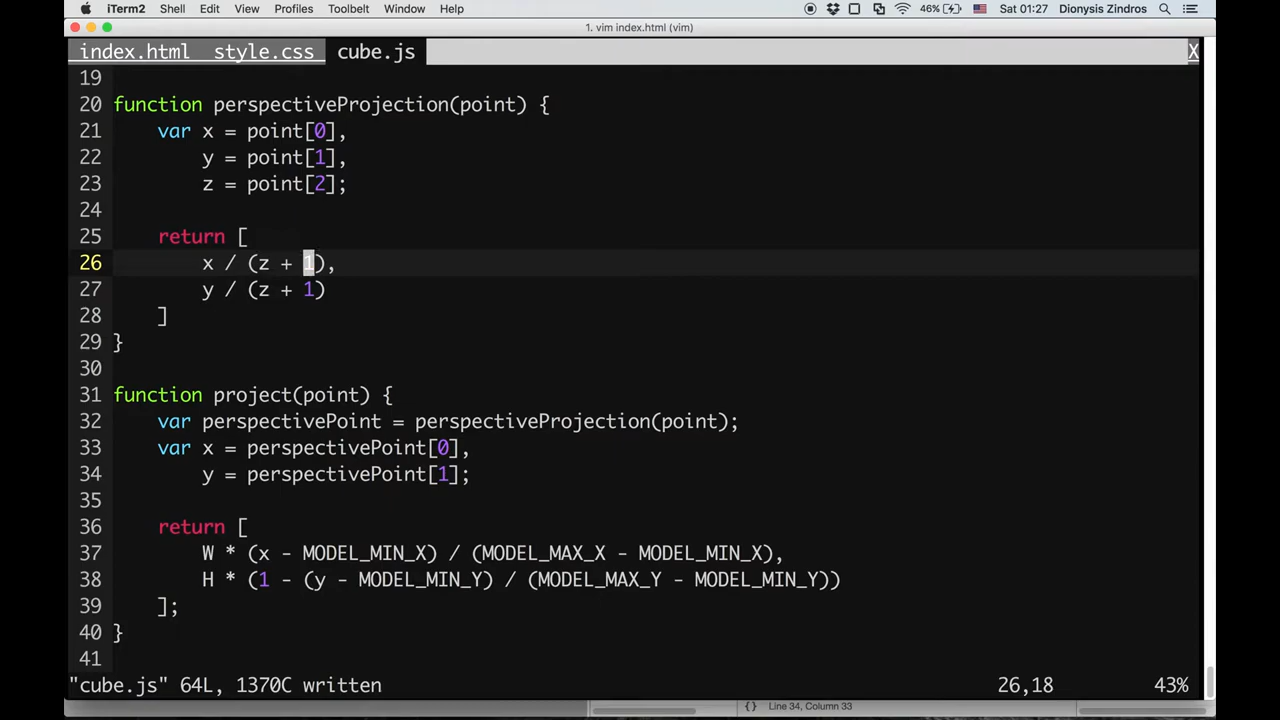 iTerm2 Shell Edit View Profiles Toolbelt Window Help 46% Sat 01:27 Dionysis Zindros
1. vim index.html (vim)
index.html style.css cube.js X
19
20 function perspectiveProjection(point) {
21     var x = point[0],
22         y = point[1],
23         z = point[2];
24
25     return [
26         x / (z + 1),
27         y / (z + 1)
28     ]
29 }
30
31 function project(point) {
32     var perspectivePoint = perspectiveProjection(point);
33     var x = perspectivePoint[0],
34         y = perspectivePoint[1];
35
36     return [
37         W * (x - MODEL_MIN_X) / (MODEL_MAX_X - MODEL_MIN_X),
38         H * (1 - (y - MODEL_MIN_Y) / (MODEL_MAX_Y - MODEL_MIN_Y))
39     ];
40 }
41
"cube.js" 64L, 1370C written 26,18 43%
{} Line 34, Column 33